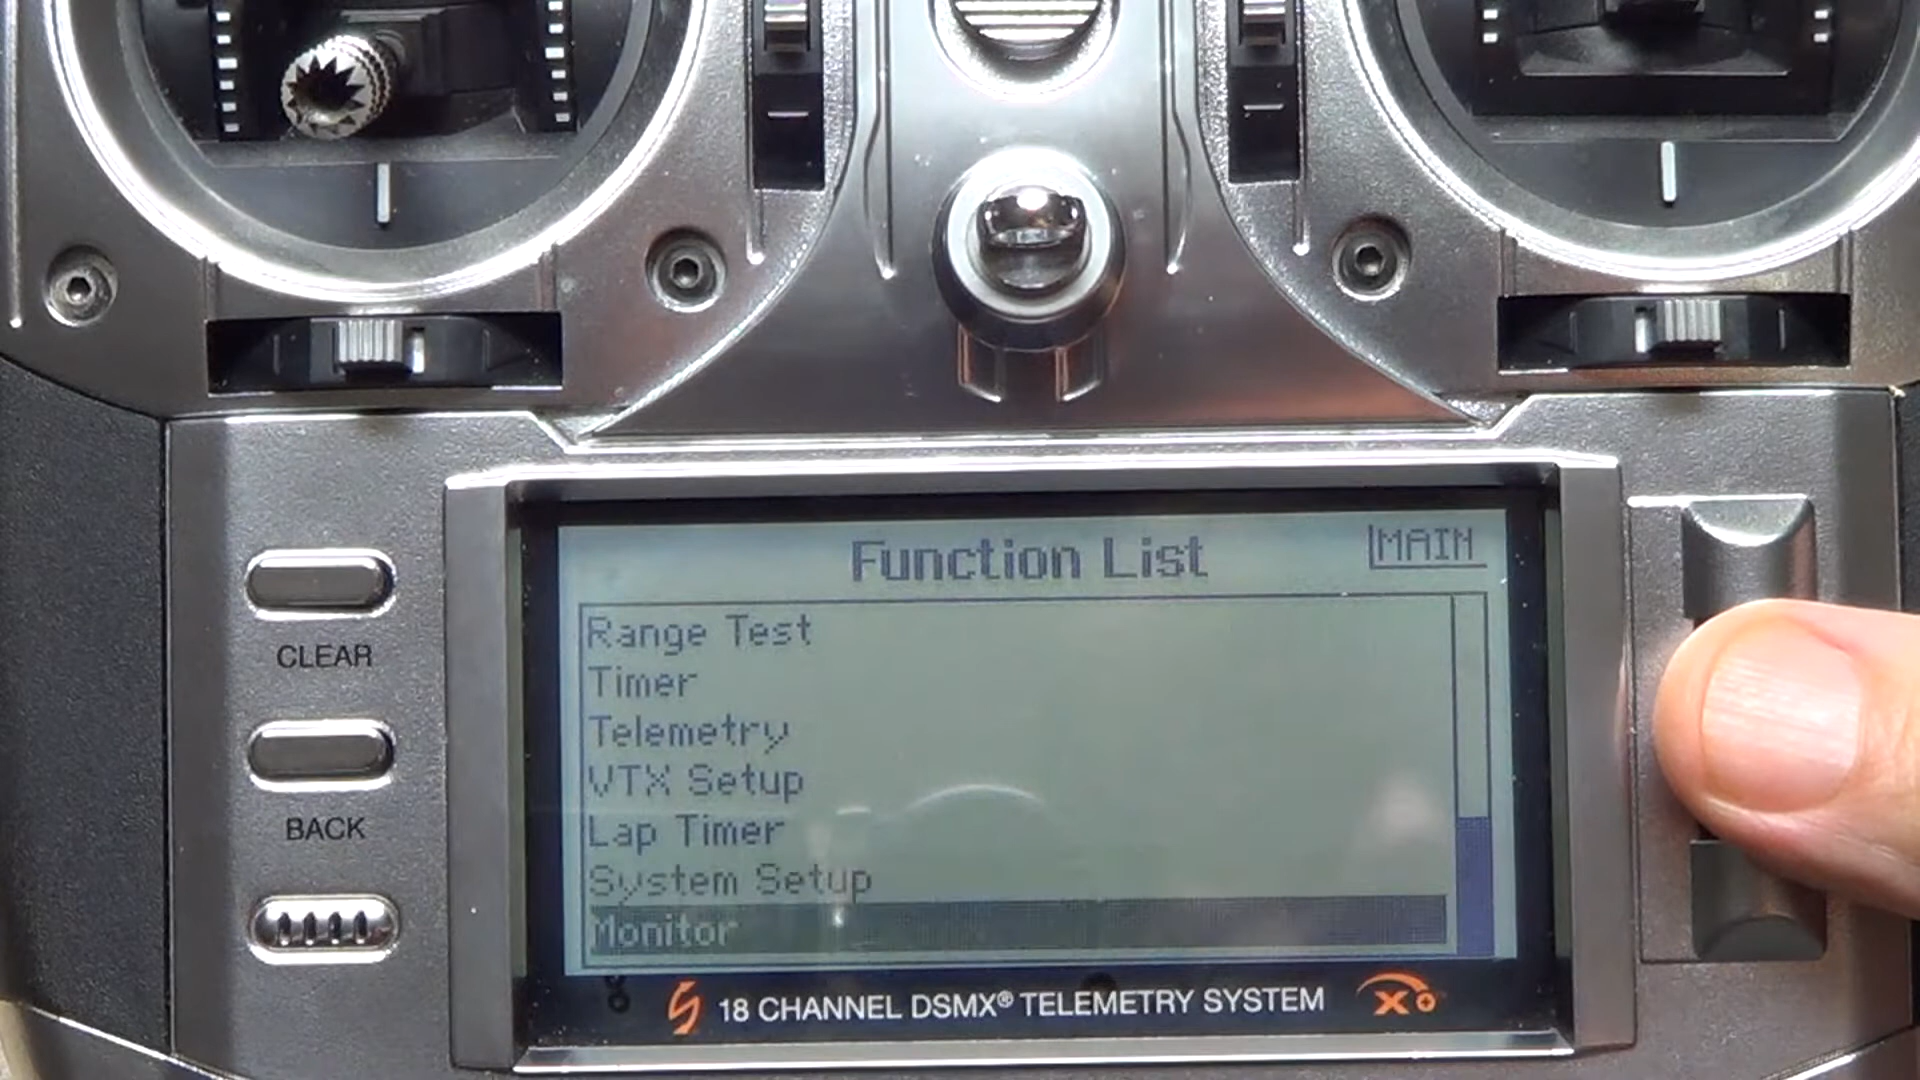 Function List
MAIN
Range Test
Timer
Telemetry
VTX Setup
Lap Timer
System Setup
Monitor
CLEAR
BACK
18 CHANNEL DSMX® TELEMETRY SYSTEM